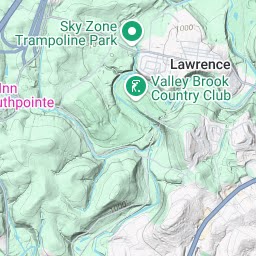 Sky Zone
Trampoline Park
1000
Lawrence
Valley Brook
Country Club
Inn
uthpointe